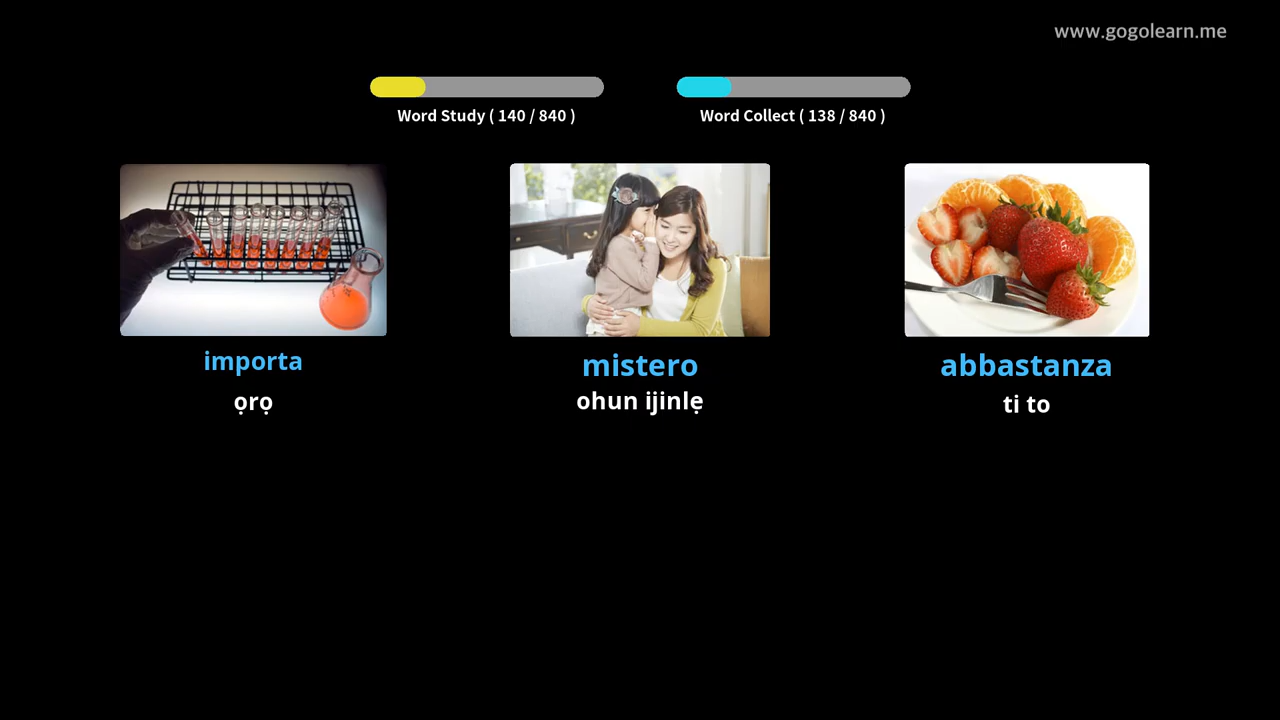 www.gogolearn.me
Word Study ( 140 / 840 )
Word Collect ( 138 / 840 )
importa
mistero
abbastanza
ọrọ
ohun ijinlẹ
ti to